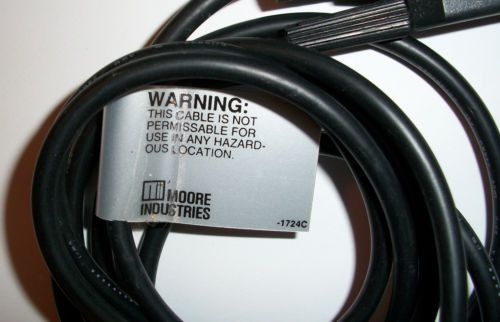 WARNING:
THIS CABLE IS NOT
PERMISSABLE FOR
USE IN ANY HAZARD-
OUS LOCATION.
MOORE
INDUSTRIES
-1724C